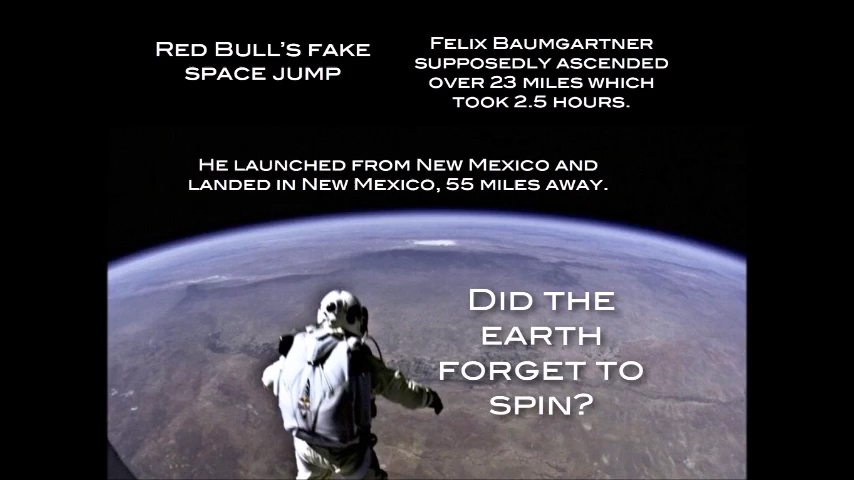 Red Bull's fake
space jump
Felix Baumgartner
supposedly ascended
over 23 miles which
took 2.5 hours.
He launched from New Mexico and
landed in New Mexico, 55 miles away.
Did the
earth
forget to
spin?